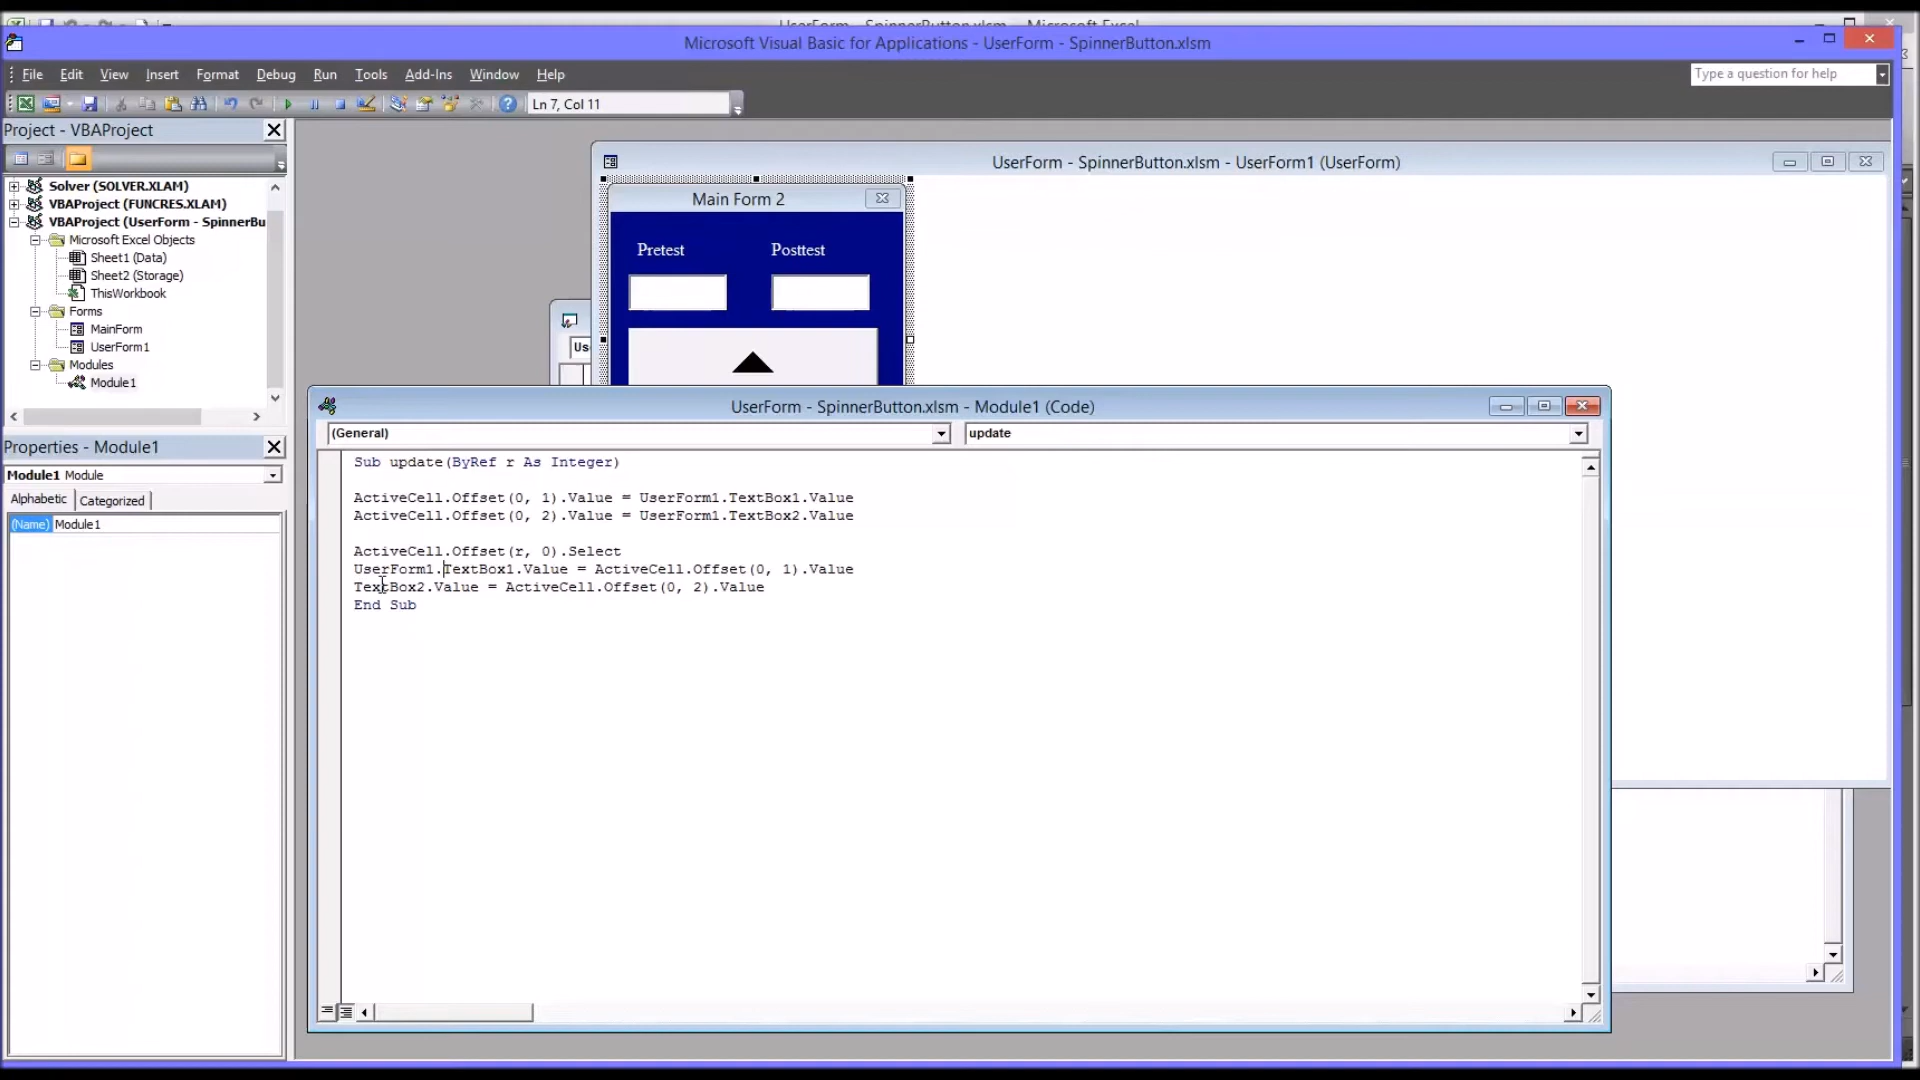 UserForm - SpinnerButton.xlsm - Microsoft Excel
Microsoft Visual Basic for Applications - UserForm - SpinnerButton.xlsm
File Edit View Insert Format Debug Run Tools Add-Ins Window Help
Type a question for help
Ln 7, Col 11
Project - VBAProject
Solver (SOLVER.XLAM)
VBAProject (FUNCRES.XLAM)
VBAProject (UserForm - SpinnerBu
Microsoft Excel Objects
Sheet1 (Data)
Sheet2 (Storage)
ThisWorkbook
Forms
MainForm
UserForm1
Modules
Module1
Properties - Module1
Module1 Module
Alphabetic Categorized
(Name) Module1
UserForm - SpinnerButton.xlsm - UserForm1 (UserForm)
Main Form 2
Pretest Posttest
Us
UserForm - SpinnerButton.xlsm - Module1 (Code)
(General) update
Sub update(ByRef r As Integer)
ActiveCell.Offset(0, 1).Value = UserForm1.TextBox1.Value
ActiveCell.Offset(0, 2).Value = UserForm1.TextBox2.Value
ActiveCell.Offset(r, 0).Select
UserForm1.TextBox1.Value = ActiveCell.Offset(0, 1).Value
TextBox2.Value = ActiveCell.Offset(0, 2).Value
End Sub